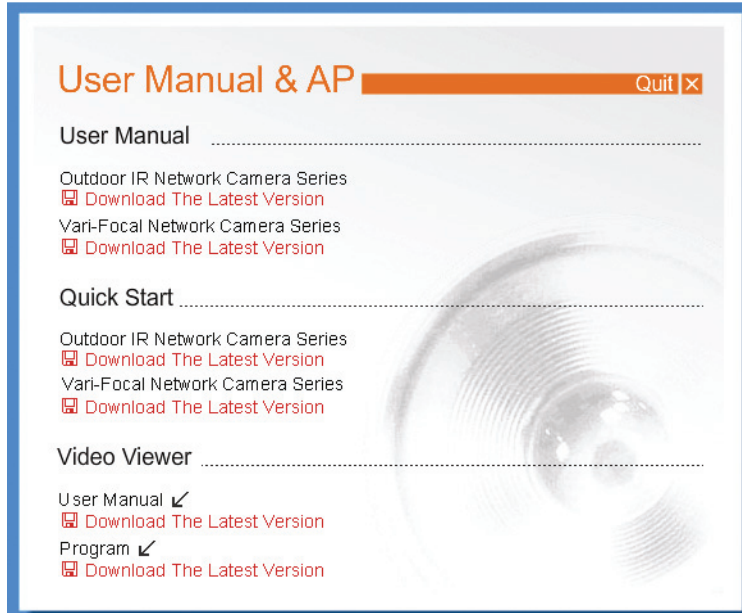 User Manual & AP
Quit
User Manual
Outdoor IR Network Camera Series
Download The Latest Version
Vari-Focal Network Camera Series
Download The Latest Version
Quick Start
Outdoor IR Network Camera Series
Download The Latest Version
Vari-Focal Network Camera Series
Download The Latest Version
Video Viewer
User Manual
Download The Latest Version
Program
Download The Latest Version